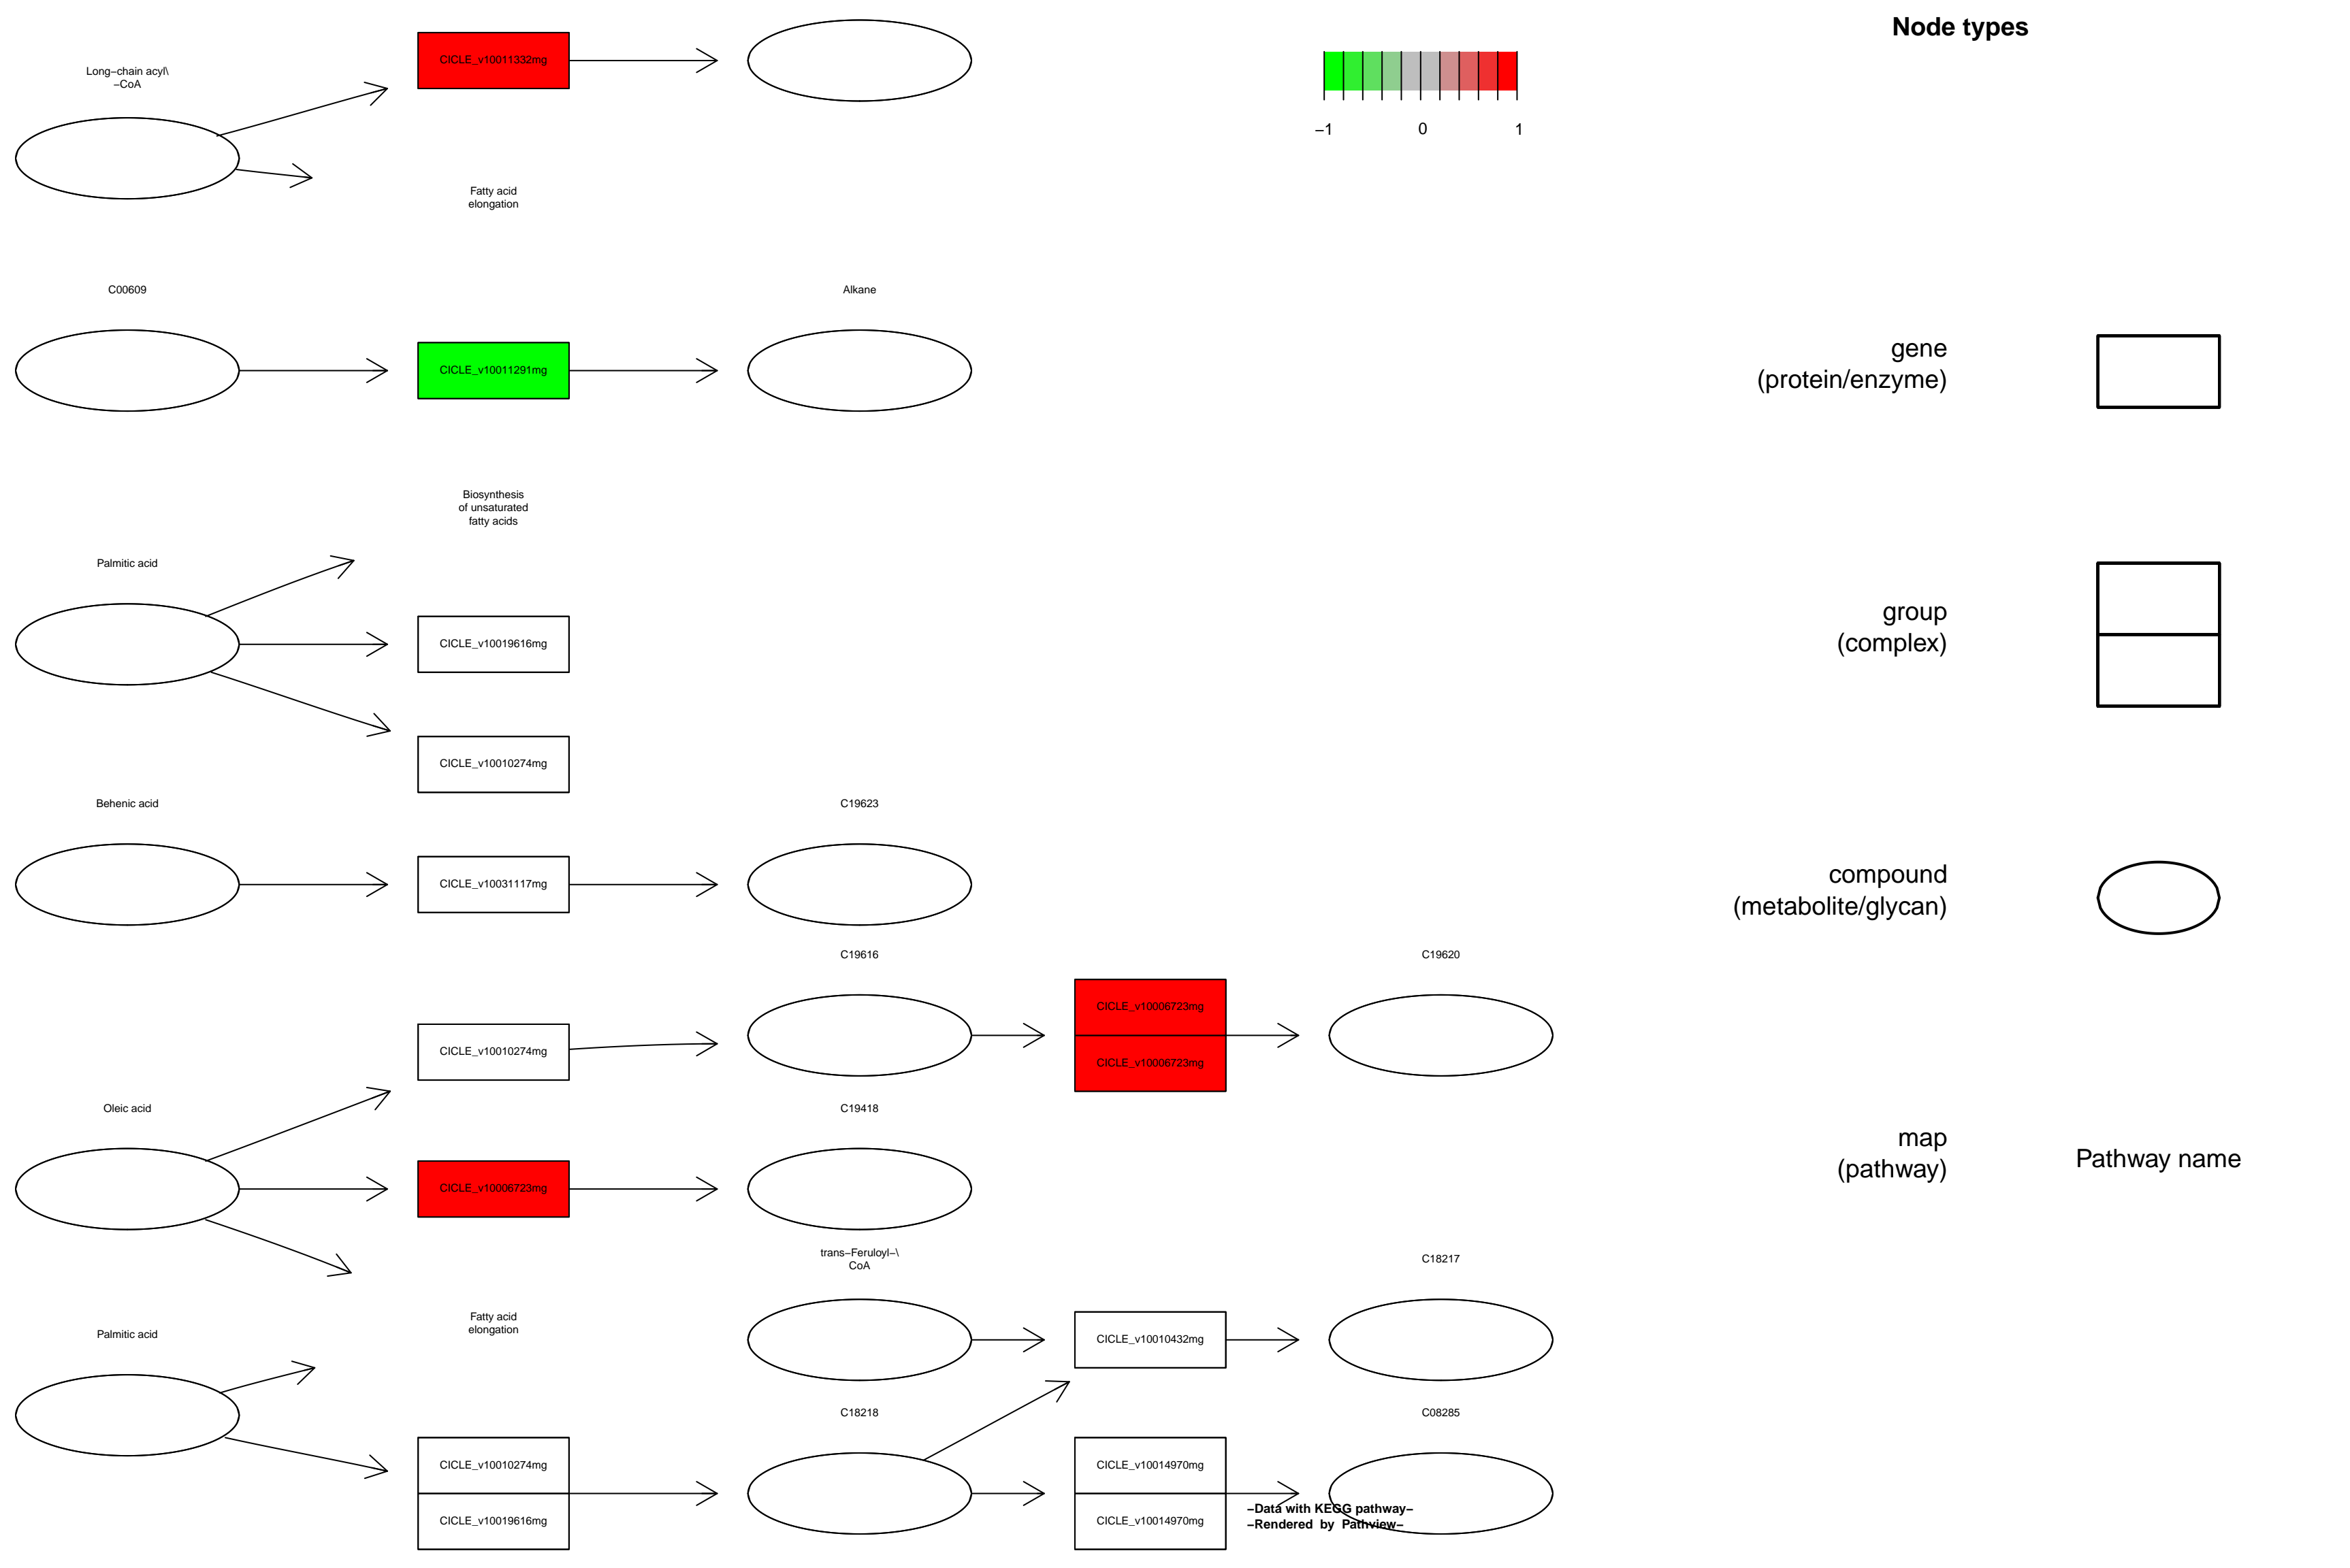 Node types
CICLE_v10011332mg
Long−chain acyl\
−CoA
−1
0
1
Fatty acid
elongation
C00609
Alkane
CICLE_v10011291mg
gene
(protein/enzyme)
Biosynthesis
of unsaturated
fatty acids
Palmitic acid
CICLE_v10019616mg
group
(complex)
CICLE_v10010274mg
Behenic acid
C19623
CICLE_v10031117mg
compound
(metabolite/glycan)
C19616
C19620
CICLE_v10006723mg
CICLE_v10010274mg
CICLE_v10006723mg
Oleic acid
C19418
map
(pathway)
Pathway name
CICLE_v10006723mg
trans−Feruloyl−\
CoA
C18217
Fatty acid
elongation
Palmitic acid
CICLE_v10010432mg
C18218
C08285
CICLE_v10010274mg
CICLE_v10014970mg
CICLE_v10019616mg
CICLE_v10014970mg
−Data with KEGG pathway−
−Rendered by Pathview−